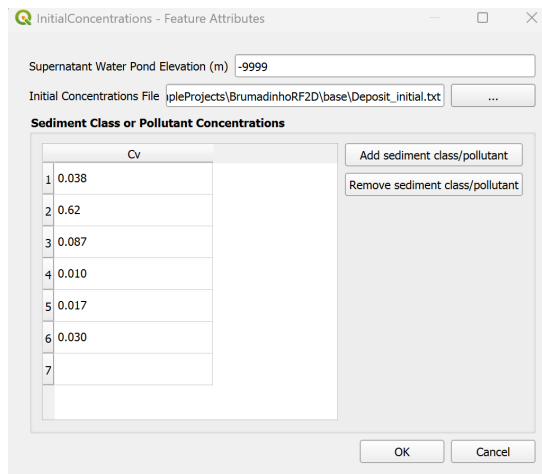 InitialConcentrations - Feature Attributes
Supernatant Water Pond Elevation (m) -9999
Initial Concentrations File pleProjects\BrumadinhoRF2D\base\Deposit_initial.txt ...
Sediment Class or Pollutant Concentrations
Cv
Add sediment class/pollutant
Remove sediment class/pollutant
1 0.038
2 0.62
3 0.087
4 0.010
5 0.017
6 0.030
7
OK Cancel